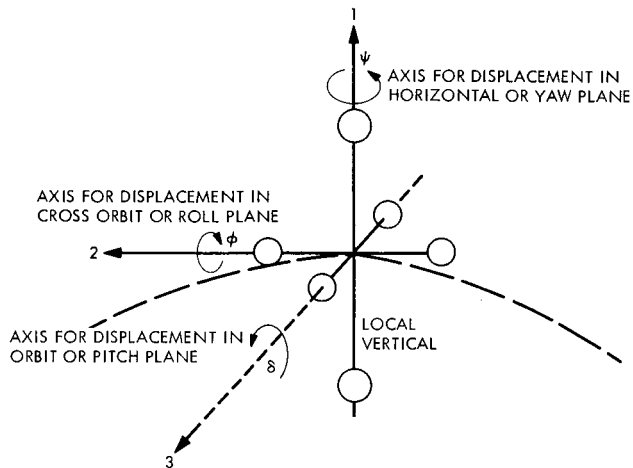 1
ψ
AXIS FOR DISPLACEMENT IN
HORIZONTAL OR YAW PLANE
AXIS FOR DISPLACEMENT IN
CROSS ORBIT OR ROLL PLANE
2
ϕ
AXIS FOR DISPLACEMENT IN
ORBIT OR PITCH PLANE
δ
LOCAL
VERTICAL
3